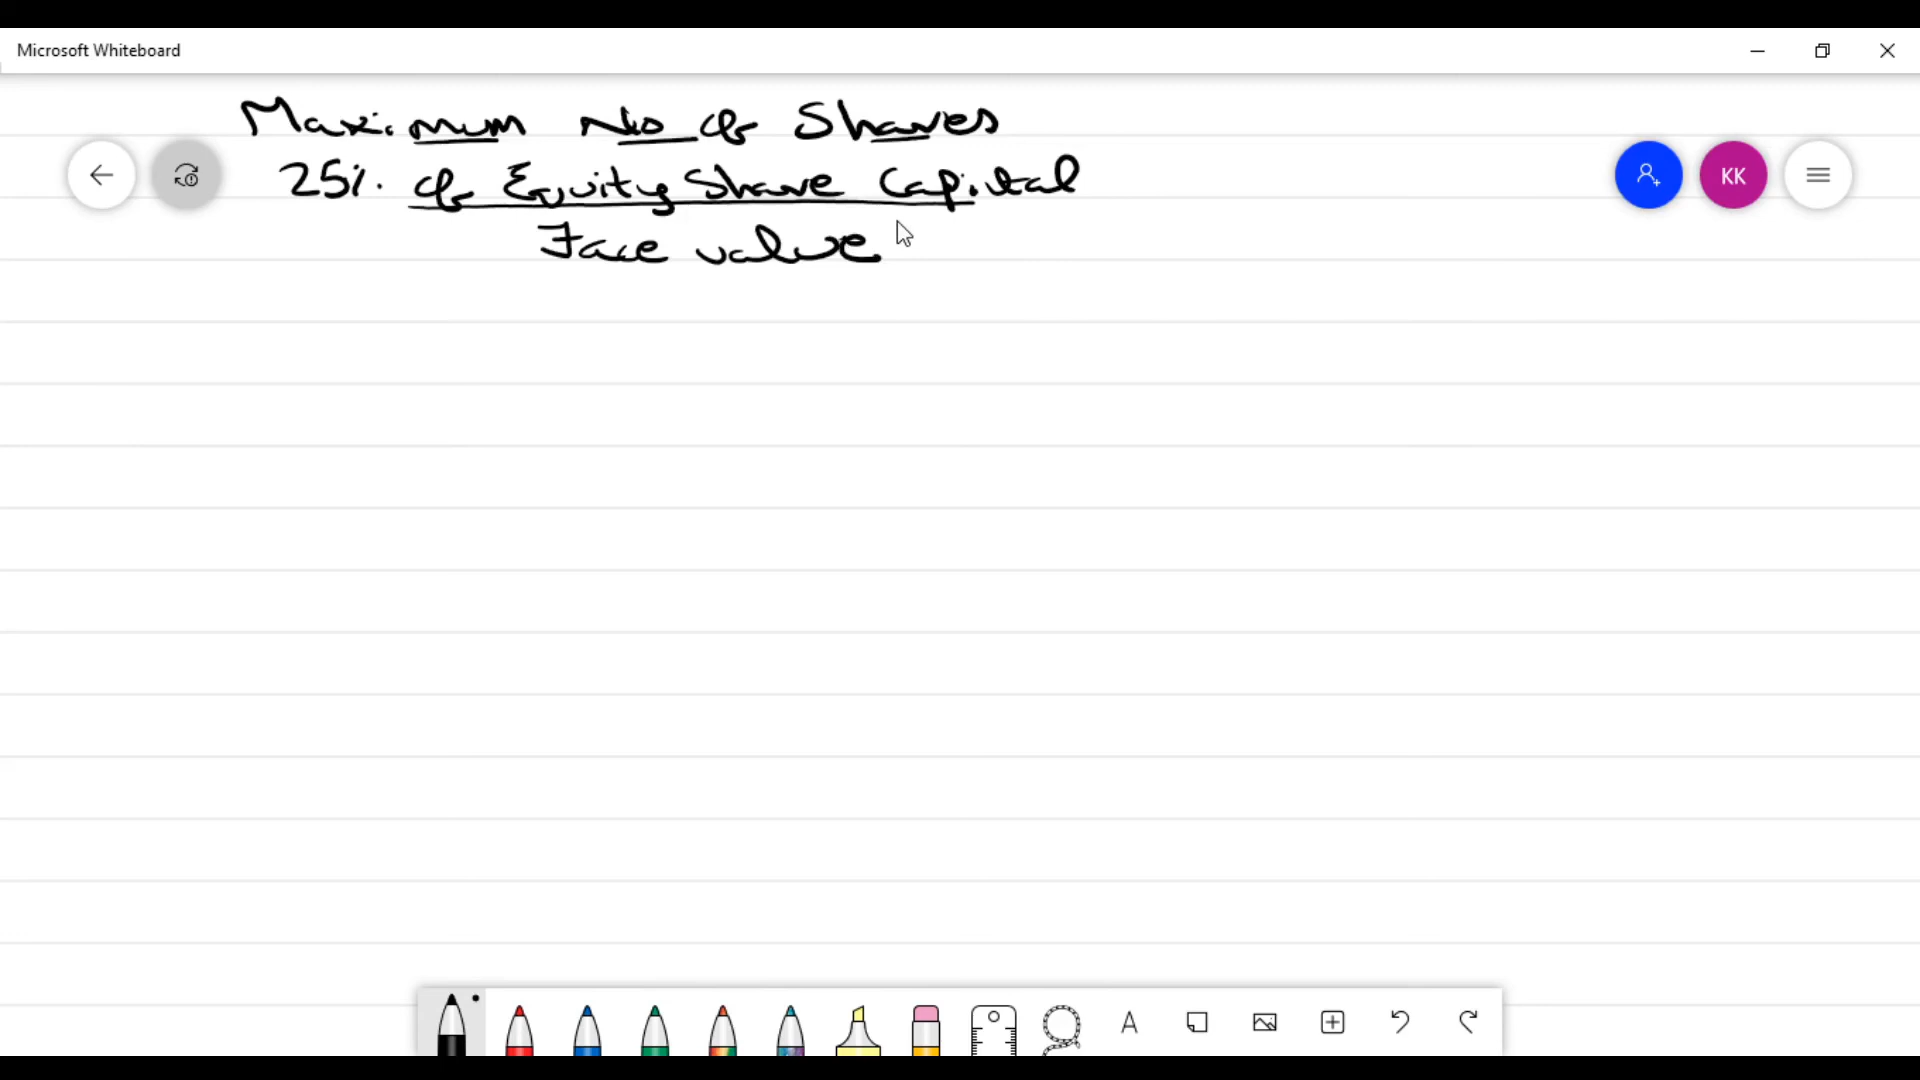 Microsoft Whiteboard
Maximum No of Shares
25% of Equity Share Capital
Face value
KK
A